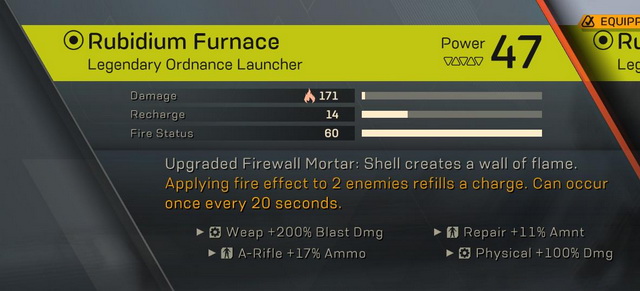 Rubidium Furnace
Legendary Ordnance Launcher
Power 47
EQUIPP
Ru
Leg
Damage 171
Recharge 14
Fire Status 60
Upgraded Firewall Mortar: Shell creates a wall of flame.
Applying fire effect to 2 enemies refills a charge. Can occur
once every 20 seconds.
Weap +200% Blast Dmg
Repair +11% Amnt
A-Rifle +17% Ammo
Physical +100% Dmg